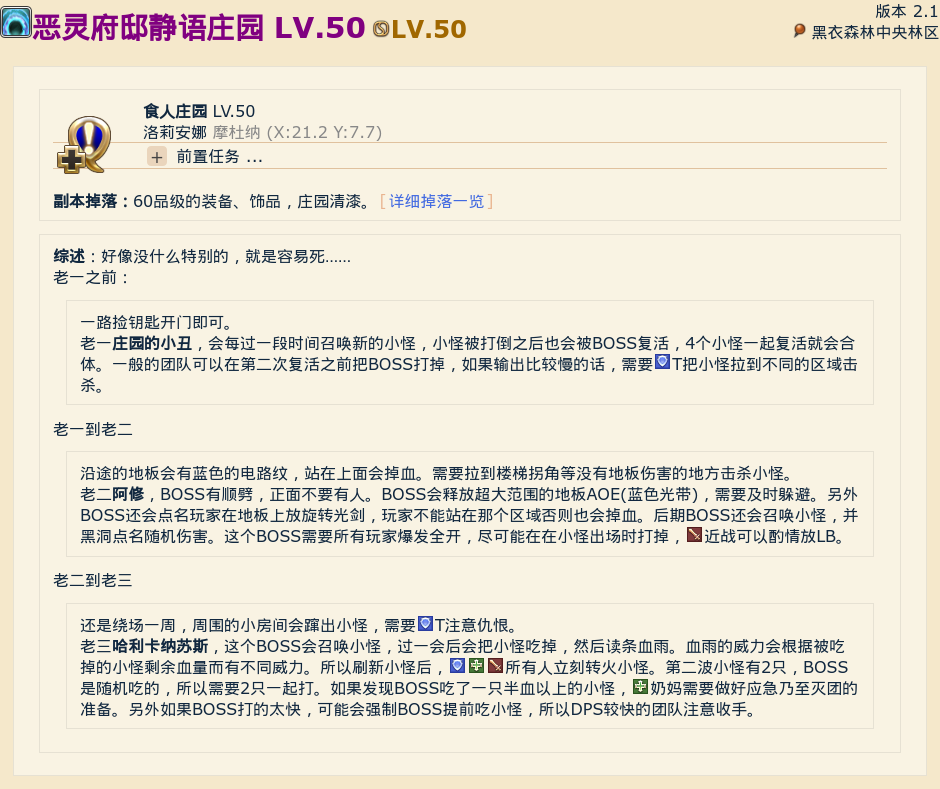 恶灵府邸静语庄园 LV.50 LV.50
版本 2.1
黑衣森林中央林区
食人庄园 LV.50
洛莉安娜 摩杜纳 (X:21.2 Y:7.7)
+ 前置任务 ...
副本掉落：60品级的装备、饰品，庄园清漆。 [ 详细掉落一览 ]
综述：好像没什么特别的，就是容易死……
老一之前：
一路捡钥匙开门即可。
老一庄园的小丑，会每过一段时间召唤新的小怪，小怪被打倒之后也会被BOSS复活，4个小怪一起复活就会合
体。一般的团队可以在第二次复活之前把BOSS打掉，如果输出比较慢的话，需要T把小怪拉到不同的区域击
杀。
老一到老二
沿途的地板会有蓝色的电路纹，站在上面会掉血。需要拉到楼梯拐角等没有地板伤害的地方击杀小怪。
老二阿修，BOSS有顺劈，正面不要有人。BOSS会释放超大范围的地板AOE(蓝色光带)，需要及时躲避。另外
BOSS还会点名玩家在地板上放旋转光剑，玩家不能站在那个区域否则也会掉血。后期BOSS还会召唤小怪，并
黑洞点名随机伤害。这个BOSS需要所有玩家爆发全开，尽可能在在小怪出场时打掉，近战可以酌情放LB。
老二到老三
还是绕场一周，周围的小房间会蹿出小怪，需要T注意仇恨。
老三哈利卡纳苏斯，这个BOSS会召唤小怪，过一会后会把小怪吃掉，然后读条血雨。血雨的威力会根据被吃
掉的小怪剩余血量而有不同威力。所以刷新小怪后，所有人立刻转火小怪。第二波小怪有2只，BOSS
是随机吃的，所以需要2只一起打。如果发现BOSS吃了一只半血以上的小怪，奶妈需要做好应急乃至灭团的
准备。另外如果BOSS打的太快，可能会强制BOSS提前吃小怪，所以DPS较快的团队注意收手。